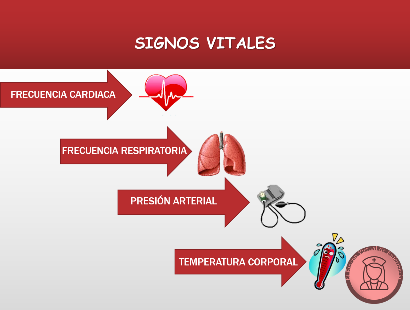 SIGNOS VITALES
FRECUENCIA CARDIACA
FRECUENCIA RESPIRATORIA
PRESIÓN ARTERIAL
TEMPERATURA CORPORAL